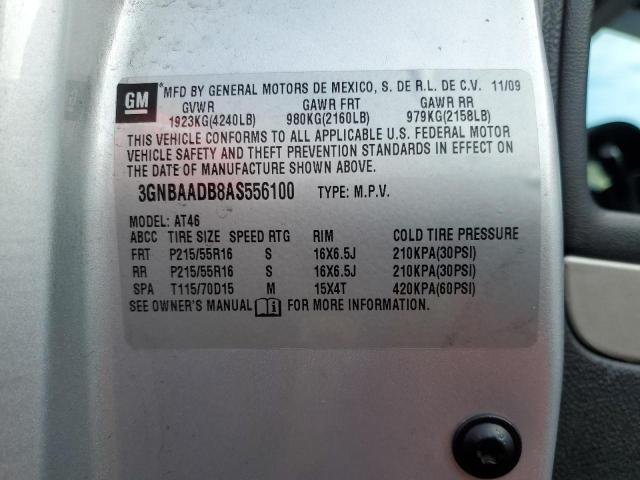 GM *MFD BY GENERAL MOTORS DE MEXICO, S. DE R.L. DE C.V. 11/09
GVWR GAWR FRT GAWR RR
1923KG(4240LB) 980KG(2160LB) 979KG(2158LB)
THIS VEHICLE CONFORMS TO ALL APPLICABLE U.S. FEDERAL MOTOR
VEHICLE SAFETY AND THEFT PREVENTION STANDARDS IN EFFECT ON
THE DATE OF MANUFACTURE SHOWN ABOVE.
3GNBAADB8AS556100 TYPE: M.P.V.
MODEL: AT46
ABCC TIRE SIZE SPEED RTG RIM COLD TIRE PRESSURE
FRT P215/55R16 S 16X6.5J 210KPA(30PSI)
RR P215/55R16 S 16X6.5J 210KPA(30PSI)
SPA T115/70D15 M 15X4T 420KPA(60PSI)
SEE OWNER'S MANUAL FOR MORE INFORMATION.